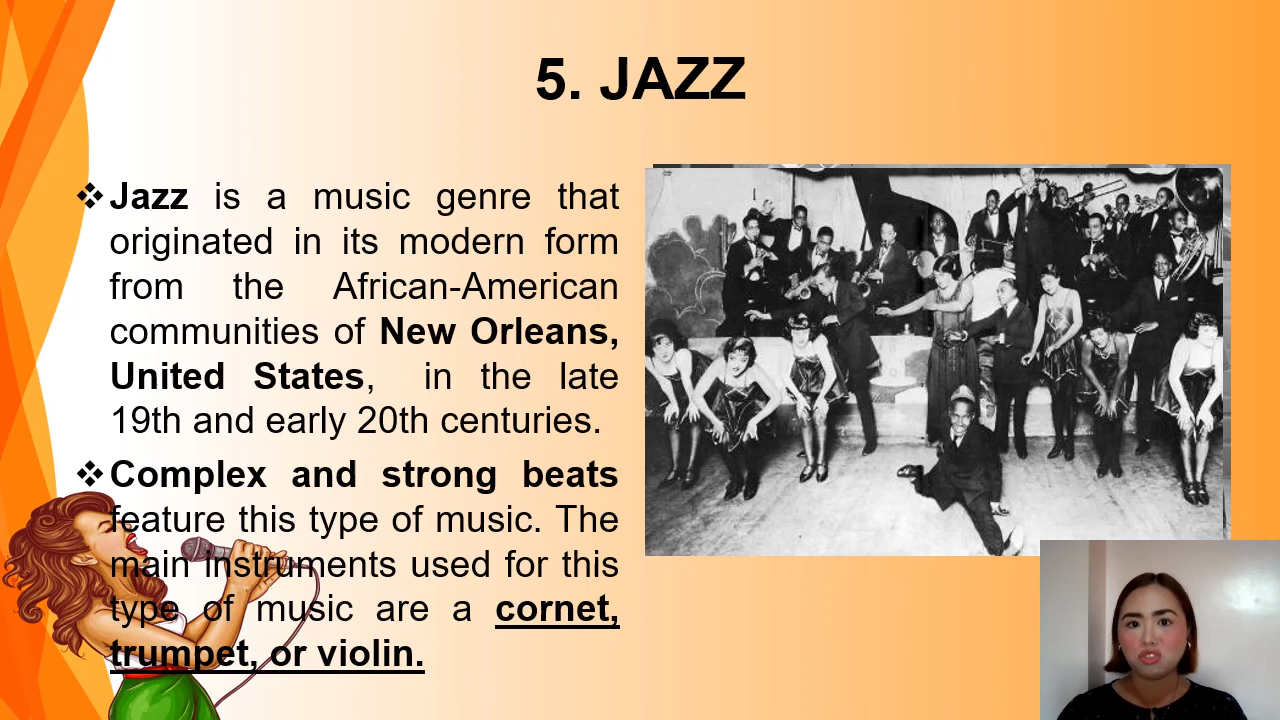 5. JAZZ
❖Jazz is a music genre that
originated in its modern form
from the African-American
communities of New Orleans,
United States, in the late
19th and early 20th centuries.
❖Complex and strong beats
feature this type of music. The
main instruments used for this
type of music are a cornet,
trumpet, or violin.